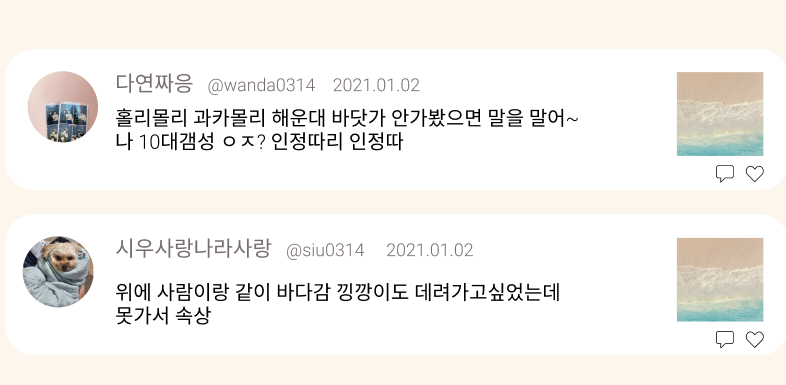 다연짜응 @wanda0314 2021.01.02
홀리몰리 과카몰리 해운대 바닷가 안가봤으면 말을 말어~
나 10대갬성 ㅇㅈ? 인정따리 인정따
시우사랑나라사랑 @siu0314 2021.01.02
위에 사람이랑 같이 바다감 낑깡이도 데려가고싶었는데
못가서 속상